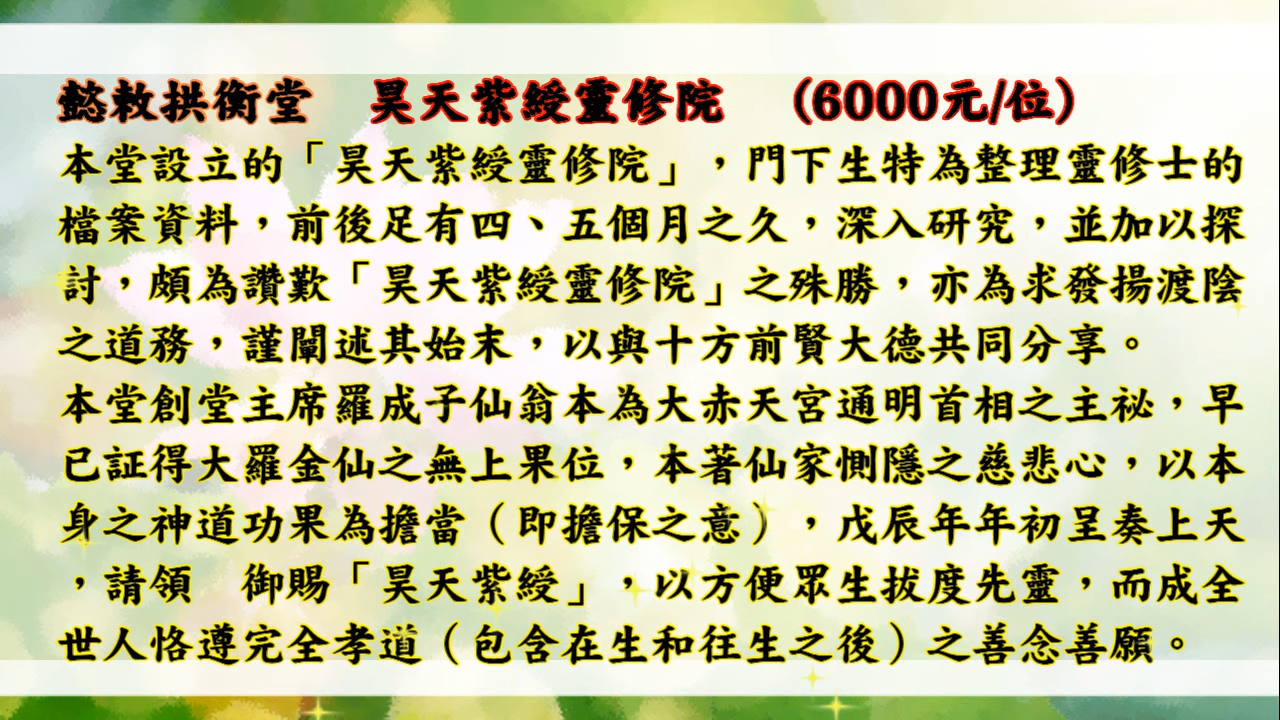 懿敕拱衡堂　昊天紫綬靈修院　（6000元/位）
本堂設立的「昊天紫綬靈修院」，門下生特為整理靈修士的
檔案資料，前後足有四、五個月之久，深入研究，並加以探
討，頗為讚歎「昊天紫綬靈修院」之殊勝，亦為求發揚渡陰
之道務，謹闡述其始末，以與十方前賢大德共同分享。
本堂創堂主席羅成子仙翁本為大赤天宮通明首相之主祕，早
已証得大羅金仙之無上果位，本著仙家惻隱之慈悲心，以本
身之神道功果為擔當（即擔保之意），戊辰年年初呈奏上天
，請領　御賜「昊天紫綬」，以方便眾生拔度先靈，而成全
世人恪遵完全孝道（包含在生和往生之後）之善念善願。